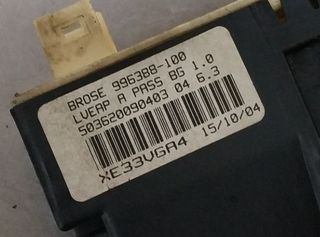 BROSE 996388-100
LVEAP A PASS BG 1.0
503620090403 04 6.3
XE33VGA4 15/10/04